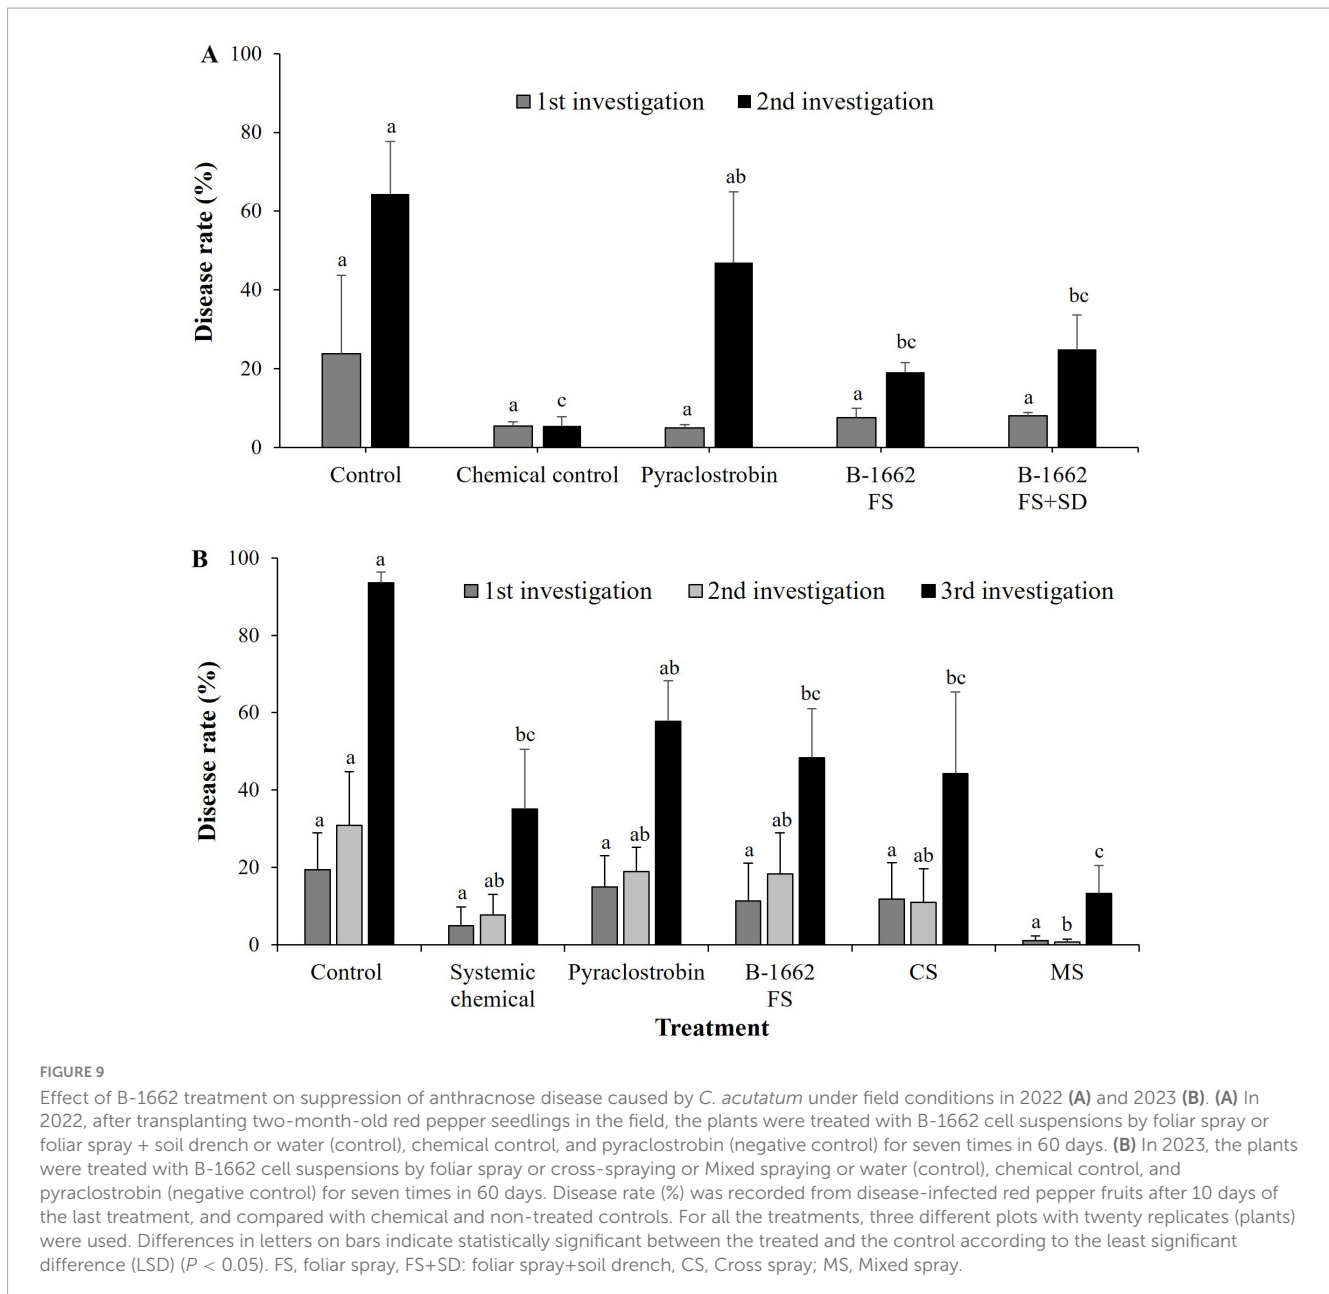 A
100
80
60
40
20
0
Disease rate (%)
1st investigation 2nd investigation
a a
a c
a ab
a bc
a bc
Control Chemical control Pyraclostrobin B-1662 B-1662
FS FS+SD
B
100
80
60
40
20
0
Disease rate (%)
1st investigation 2nd investigation 3rd investigation
a a a
a ab bc
a ab ab
a ab bc
a ab bc
a b c
Control Systemic Pyraclostrobin B-1662 CS MS
chemical FS
Treatment
FIGURE 9
Effect of B-1662 treatment on suppression of anthracnose disease caused by C. acutatum under field conditions in 2022 (A) and 2023 (B). (A) In
2022, after transplanting two-month-old red pepper seedlings in the field, the plants were treated with B-1662 cell suspensions by foliar spray or
foliar spray + soil drench or water (control), chemical control, and pyraclostrobin (negative control) for seven times in 60 days. (B) In 2023, the plants
were treated with B-1662 cell suspensions by foliar spray or cross-spraying or Mixed spraying or water (control), chemical control, and
pyraclostrobin (negative control) for seven times in 60 days. Disease rate (%) was recorded from disease-infected red pepper fruits after 10 days of
the last treatment, and compared with chemical and non-treated controls. For all the treatments, three different plots with twenty replicates (plants)
were used. Differences in letters on bars indicate statistically significant between the treated and the control according to the least significant
difference (LSD) (P < 0.05). FS, foliar spray, FS+SD: foliar spray+soil drench, CS, Cross spray; MS, Mixed spray.